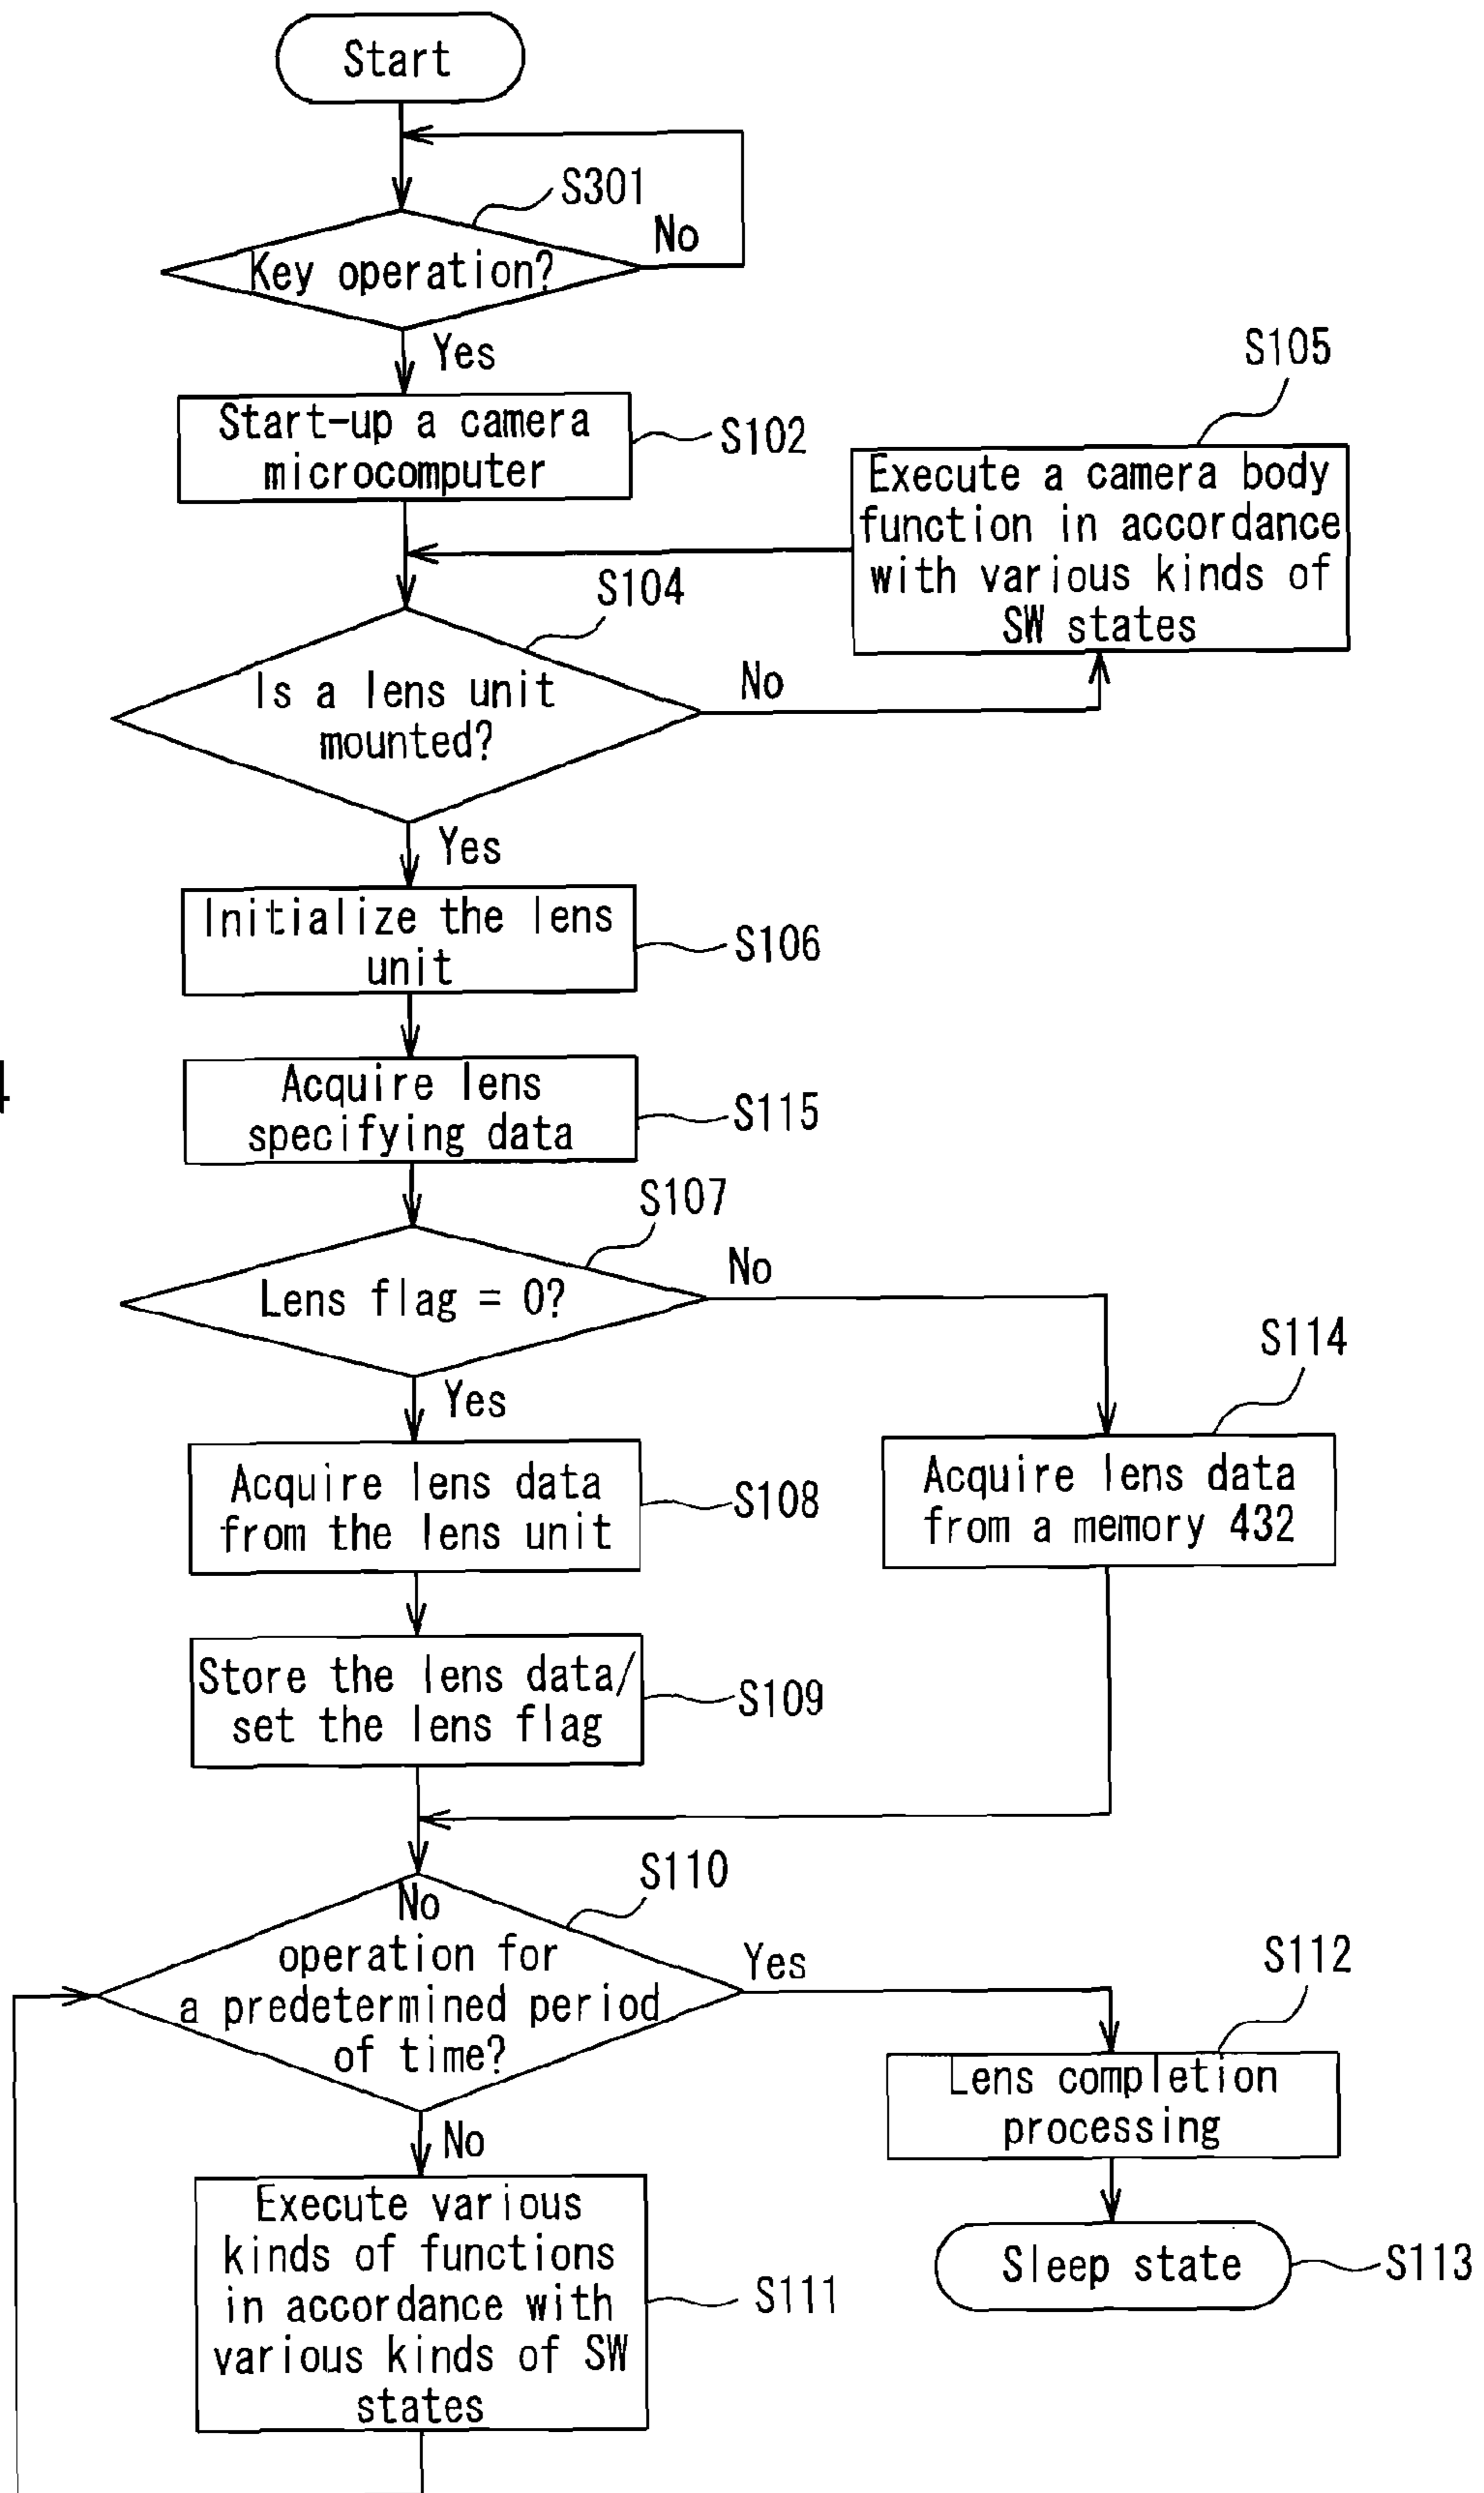 Start
S301
No
Key operation?
Yes
S105
Start-up a camera
microcomputer
S102
Execute a camera body
function in accordance
with various kinds of
SW states
S104
Is a lens unit
mounted?
No
Yes
Initialize the lens
unit
S106
Acquire lens
specifying data
S115
S107
Lens flag = 0?
No
S114
Yes
Acquire lens data
from the lens unit
S108
Acquire lens data
from a memory 432
Store the lens data/
set the lens flag
S109
S110
No
operation for
a predetermined period
of time?
Yes
S112
Lens completion
processing
No
Execute various
kinds of functions
in accordance with
various kinds of SW
states
S111
Sleep state
S113